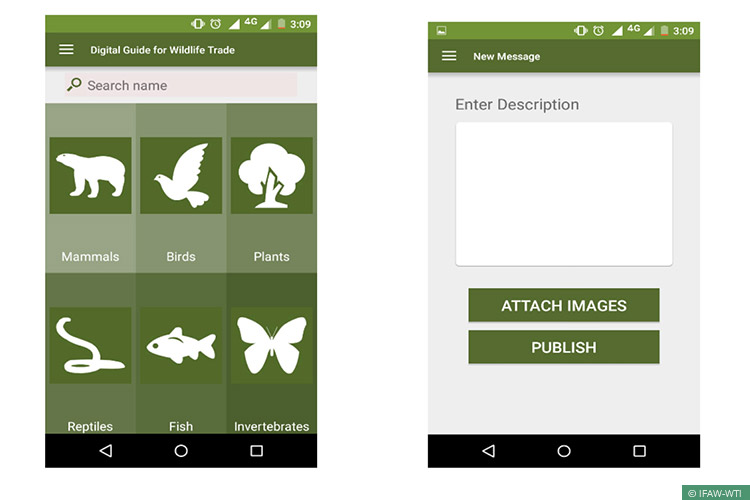 4G 3:09
Digital Guide for Wildlife Trade
Search name
Mammals Birds Plants
Reptiles Fish Invertebrates
4G 3:09
New Message
Enter Description
ATTACH IMAGES
PUBLISH
© IFAW-WTI